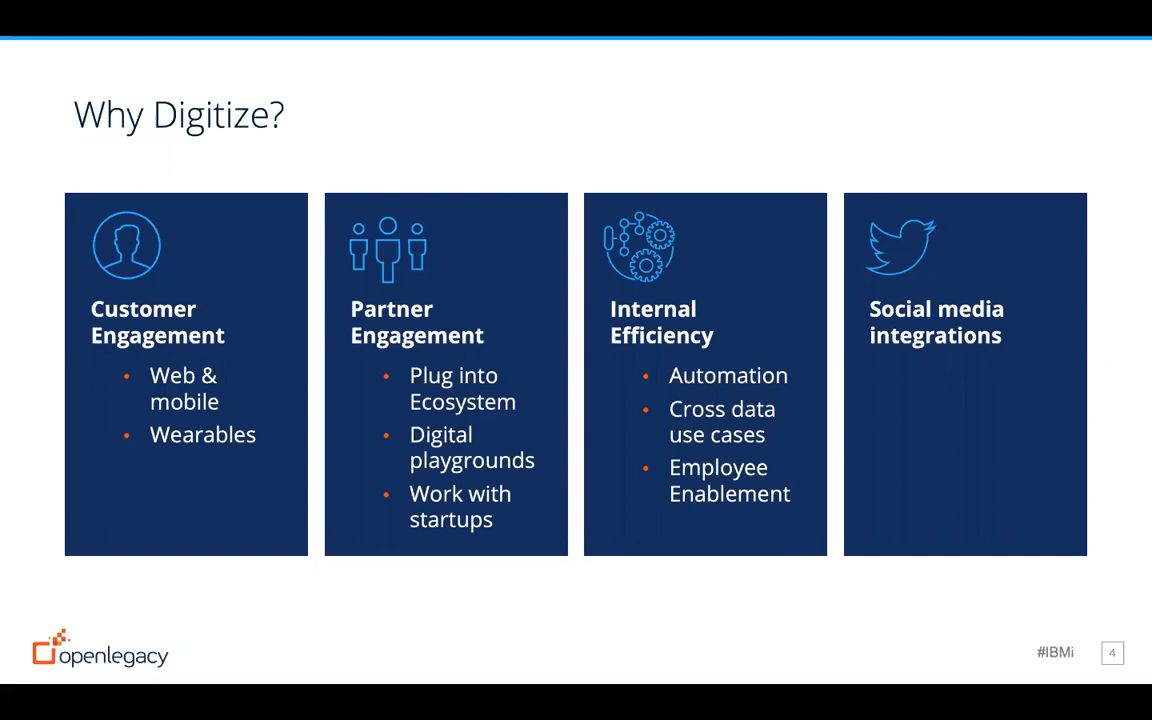 Why Digitize?
Customer
Engagement
• Web &
mobile
• Wearables
Partner
Engagement
• Plug into
Ecosystem
• Digital
playgrounds
• Work with
startups
Internal
Efficiency
• Automation
• Cross data
use cases
• Employee
Enablement
Social media
integrations
openlegacy
#IBMi
4